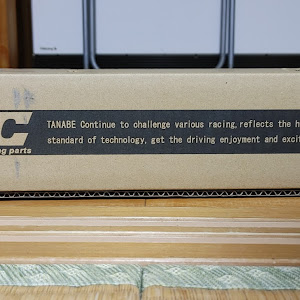 C
TANABE Continue to challenge various racing, reflects the h
standard of technology, get the driving enjoyment and excit
ng parts